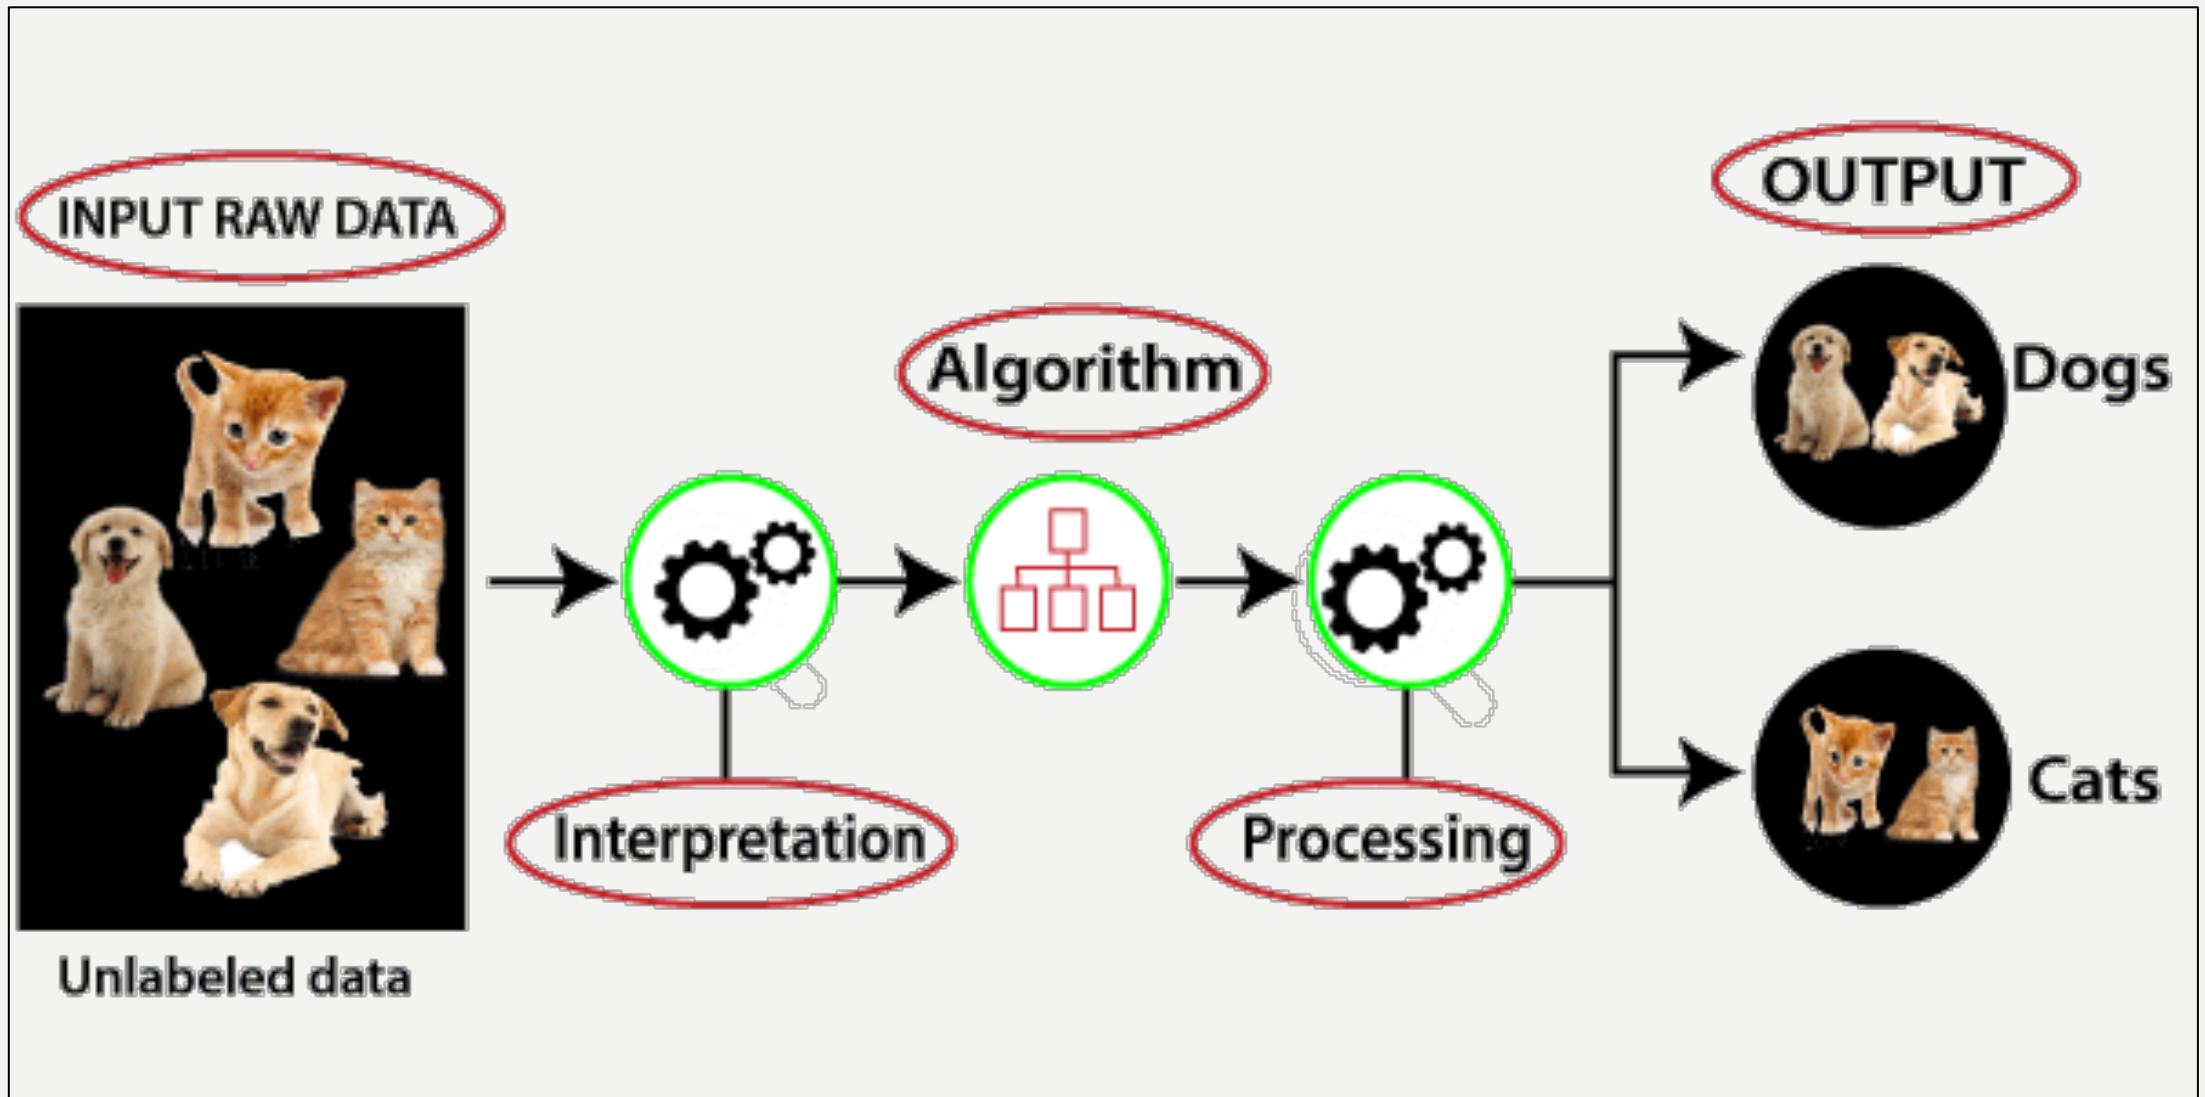 INPUT RAW DATA
Unlabeled data
Interpretation
Algorithm
Processing
OUTPUT
Dogs
Cats